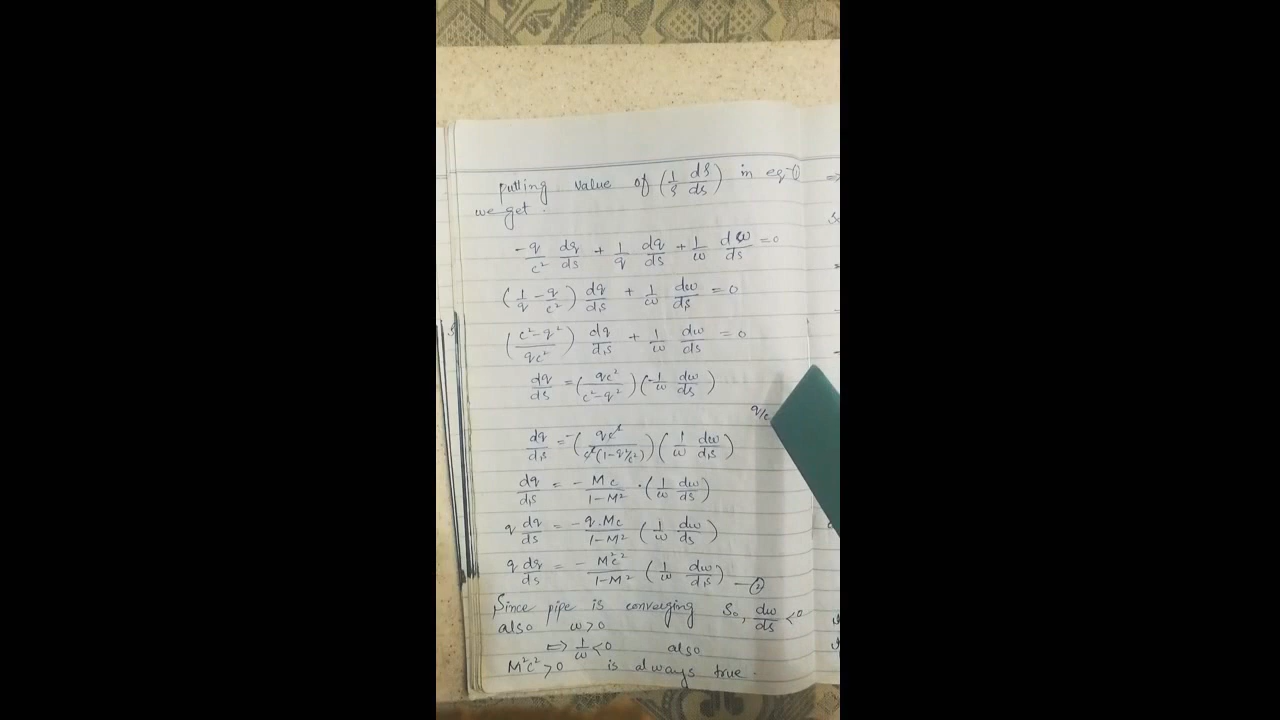 putting value of (1/ρ dρ/ds) in eq-①
we get.
-q/c² dq/ds + 1/q dq/ds + 1/ω dω/ds = 0
(1/q - q/c²) dq/ds + 1/ω dω/ds = 0
((c²-q²)/qc²) dq/ds + 1/ω dω/ds = 0
dq/ds = (qc²/(c²-q²)) (-1/ω dω/ds)
q/c
dq/ds = -(qc²/(c²(1-q²/c²))) (1/ω dω/ds)
dq/ds = - Mc/(1-M²) · (1/ω dω/ds)
q dq/ds = - q.Mc/(1-M²) (1/ω dω/ds)
q dq/ds = - M²c²/(1-M²) (1/ω dω/ds) — ②
Since pipe is converging So, dω/ds < 0
also ω>0
⇔ 1/ω < 0 also
M²c² > 0 is always true.